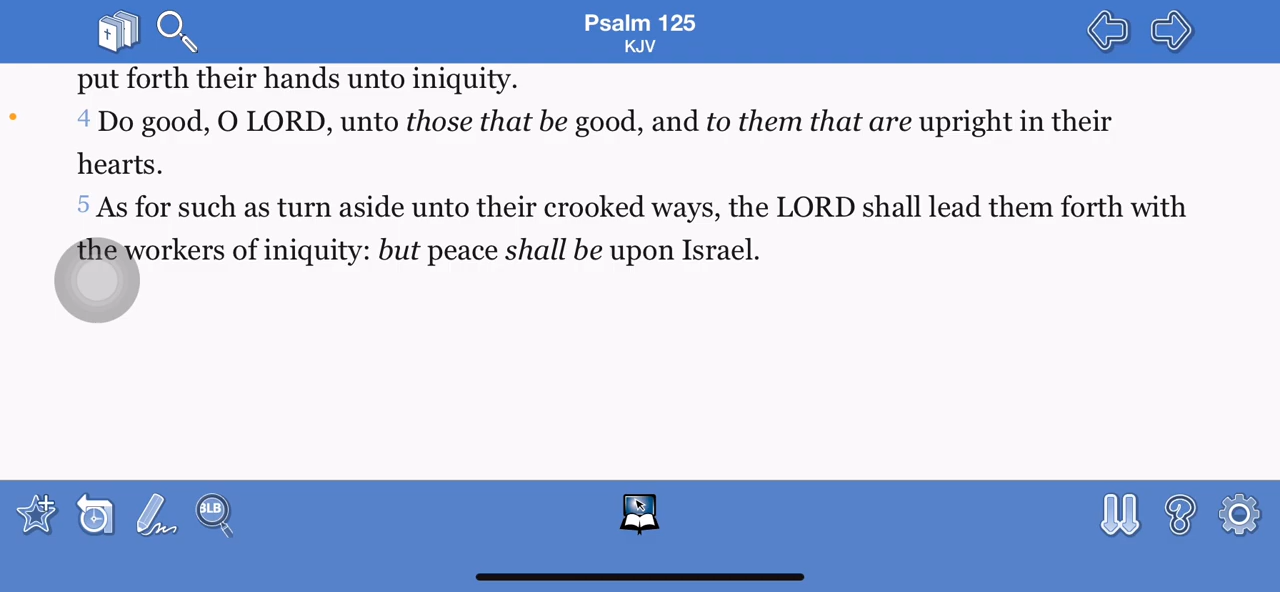 Psalm 125
KJV
put forth their hands unto iniquity.
4 Do good, O LORD, unto those that be good, and to them that are upright in their
hearts.
5 As for such as turn aside unto their crooked ways, the LORD shall lead them forth with
the workers of iniquity: but peace shall be upon Israel.
BLB